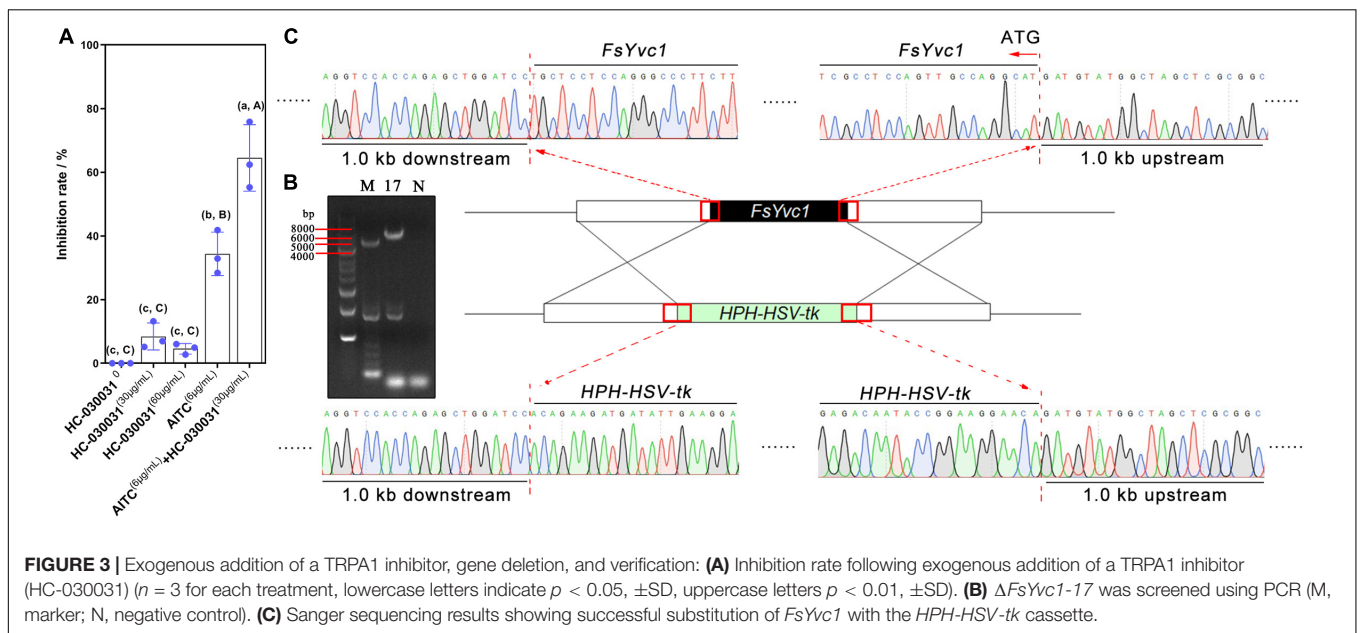 A
Inhibition rate / %
100
80
60
40
20
0
(c, C)
(c, C)
(c, C)
(b, B)
(a, A)
HC-030031 0
HC-030031(30μg/mL)
HC-030031(60μg/mL)
AITC(6μg/mL)
AITC(6μg/mL)+HC-030031(30μg/mL)
B
M 17 N
bp
8000
6000
5000
4000
C
FsYvc1
AGGTCCACCAGAGCTGGATCCTGCTCCTCCAGGGCCCTTCTT
1.0 kb downstream
ATG
FsYvc1
TCGCCTCCAGTTGCCAGGCATGATGTATGGCTAGCTCGCGGC
1.0 kb upstream
......
......
......
FsYvc1
HPH-HSV-tk
HPH-HSV-tk
AGGTCCACCAGAGCTGGATCCACAGAAGATGATATTGAAGGA
1.0 kb downstream
HPH-HSV-tk
GAGACAATACCGGAAGGAACAGATGTATGGCTAGCTCGCGGC
1.0 kb upstream
......
......
......
FIGURE 3 | Exogenous addition of a TRPA1 inhibitor, gene deletion, and verification: (A) Inhibition rate following exogenous addition of a TRPA1 inhibitor
(HC-030031) (n = 3 for each treatment, lowercase letters indicate p < 0.05, ±SD, uppercase letters p < 0.01, ±SD). (B) ΔFsYvc1-17 was screened using PCR (M,
marker; N, negative control). (C) Sanger sequencing results showing successful substitution of FsYvc1 with the HPH-HSV-tk cassette.